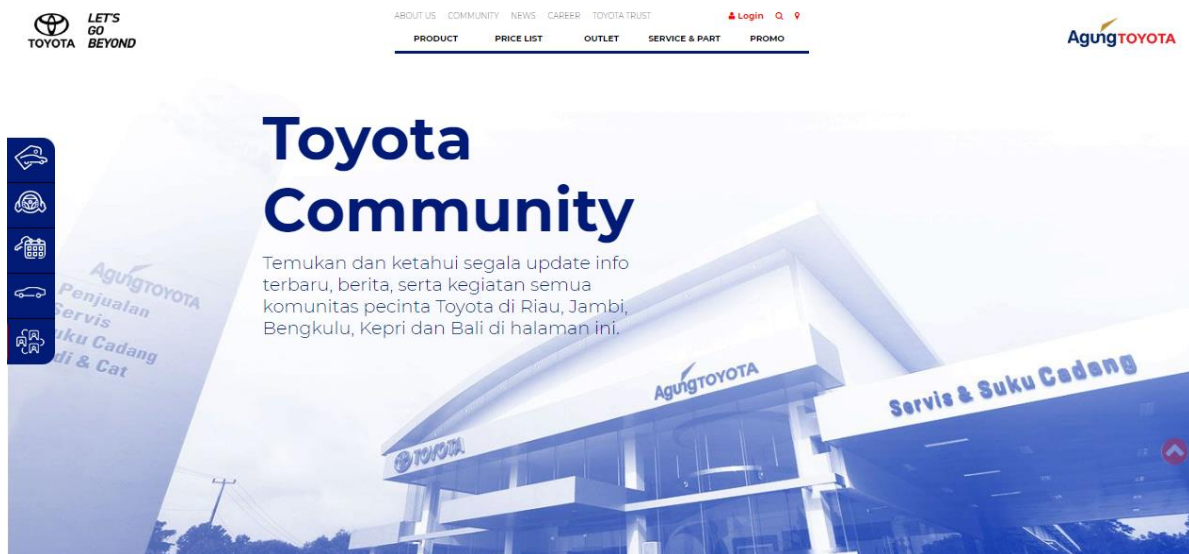 TOYOTA
LET'S
GO
BEYOND
ABOUT US COMMUNITY NEWS CAREER TOYOTA TRUST Login
PRODUCT PRICE LIST OUTLET SERVICE & PART PROMO
AgungTOYOTA
Toyota
Community
Temukan dan ketahui segala update info
terbaru, berita, serta kegiatan semua
komunitas pecinta Toyota di Riau, Jambi,
Bengkulu, Kepri dan Bali di halaman ini.
AgungTOYOTA
Penjualan
Servis
Suku Cadang
& Cat
AgungTOYOTA
TOYOTA
Servis & Suku Cadang